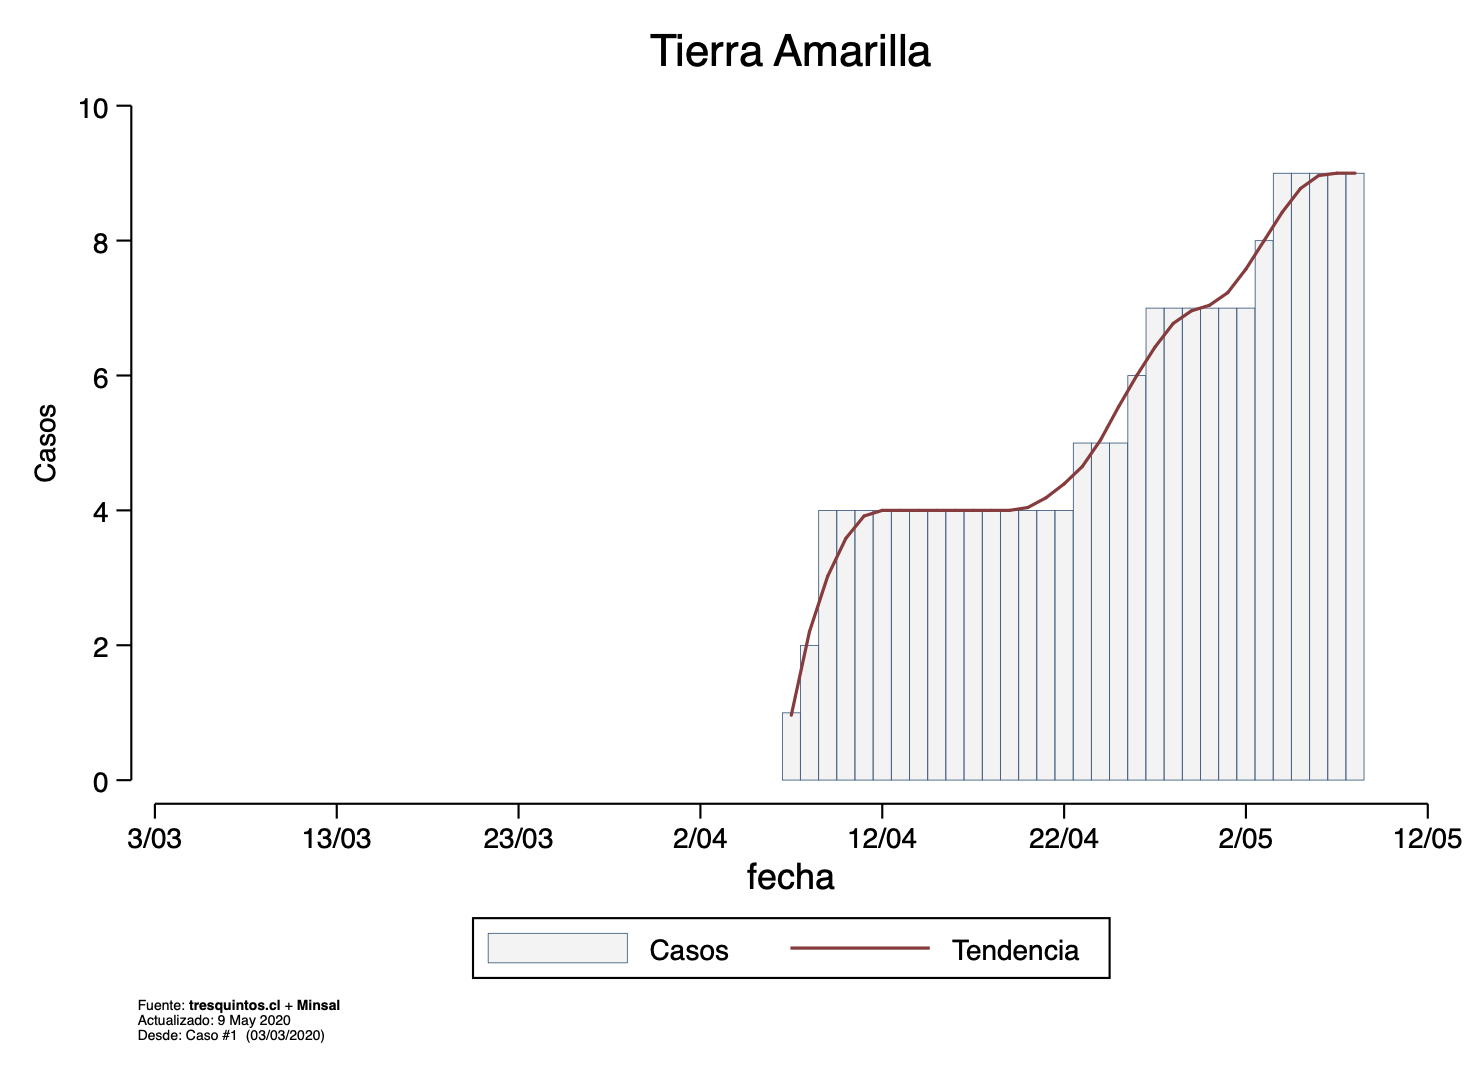 Tierra Amarilla
10
8
6
4
2
0
Casos
3/03 13/03 23/03 2/04 12/04 22/04 2/05 12/05
fecha
Casos Tendencia
Fuente: tresquintos.cl + Minsal
Actualizado: 9 May 2020
Desde: Caso #1 (03/03/2020)